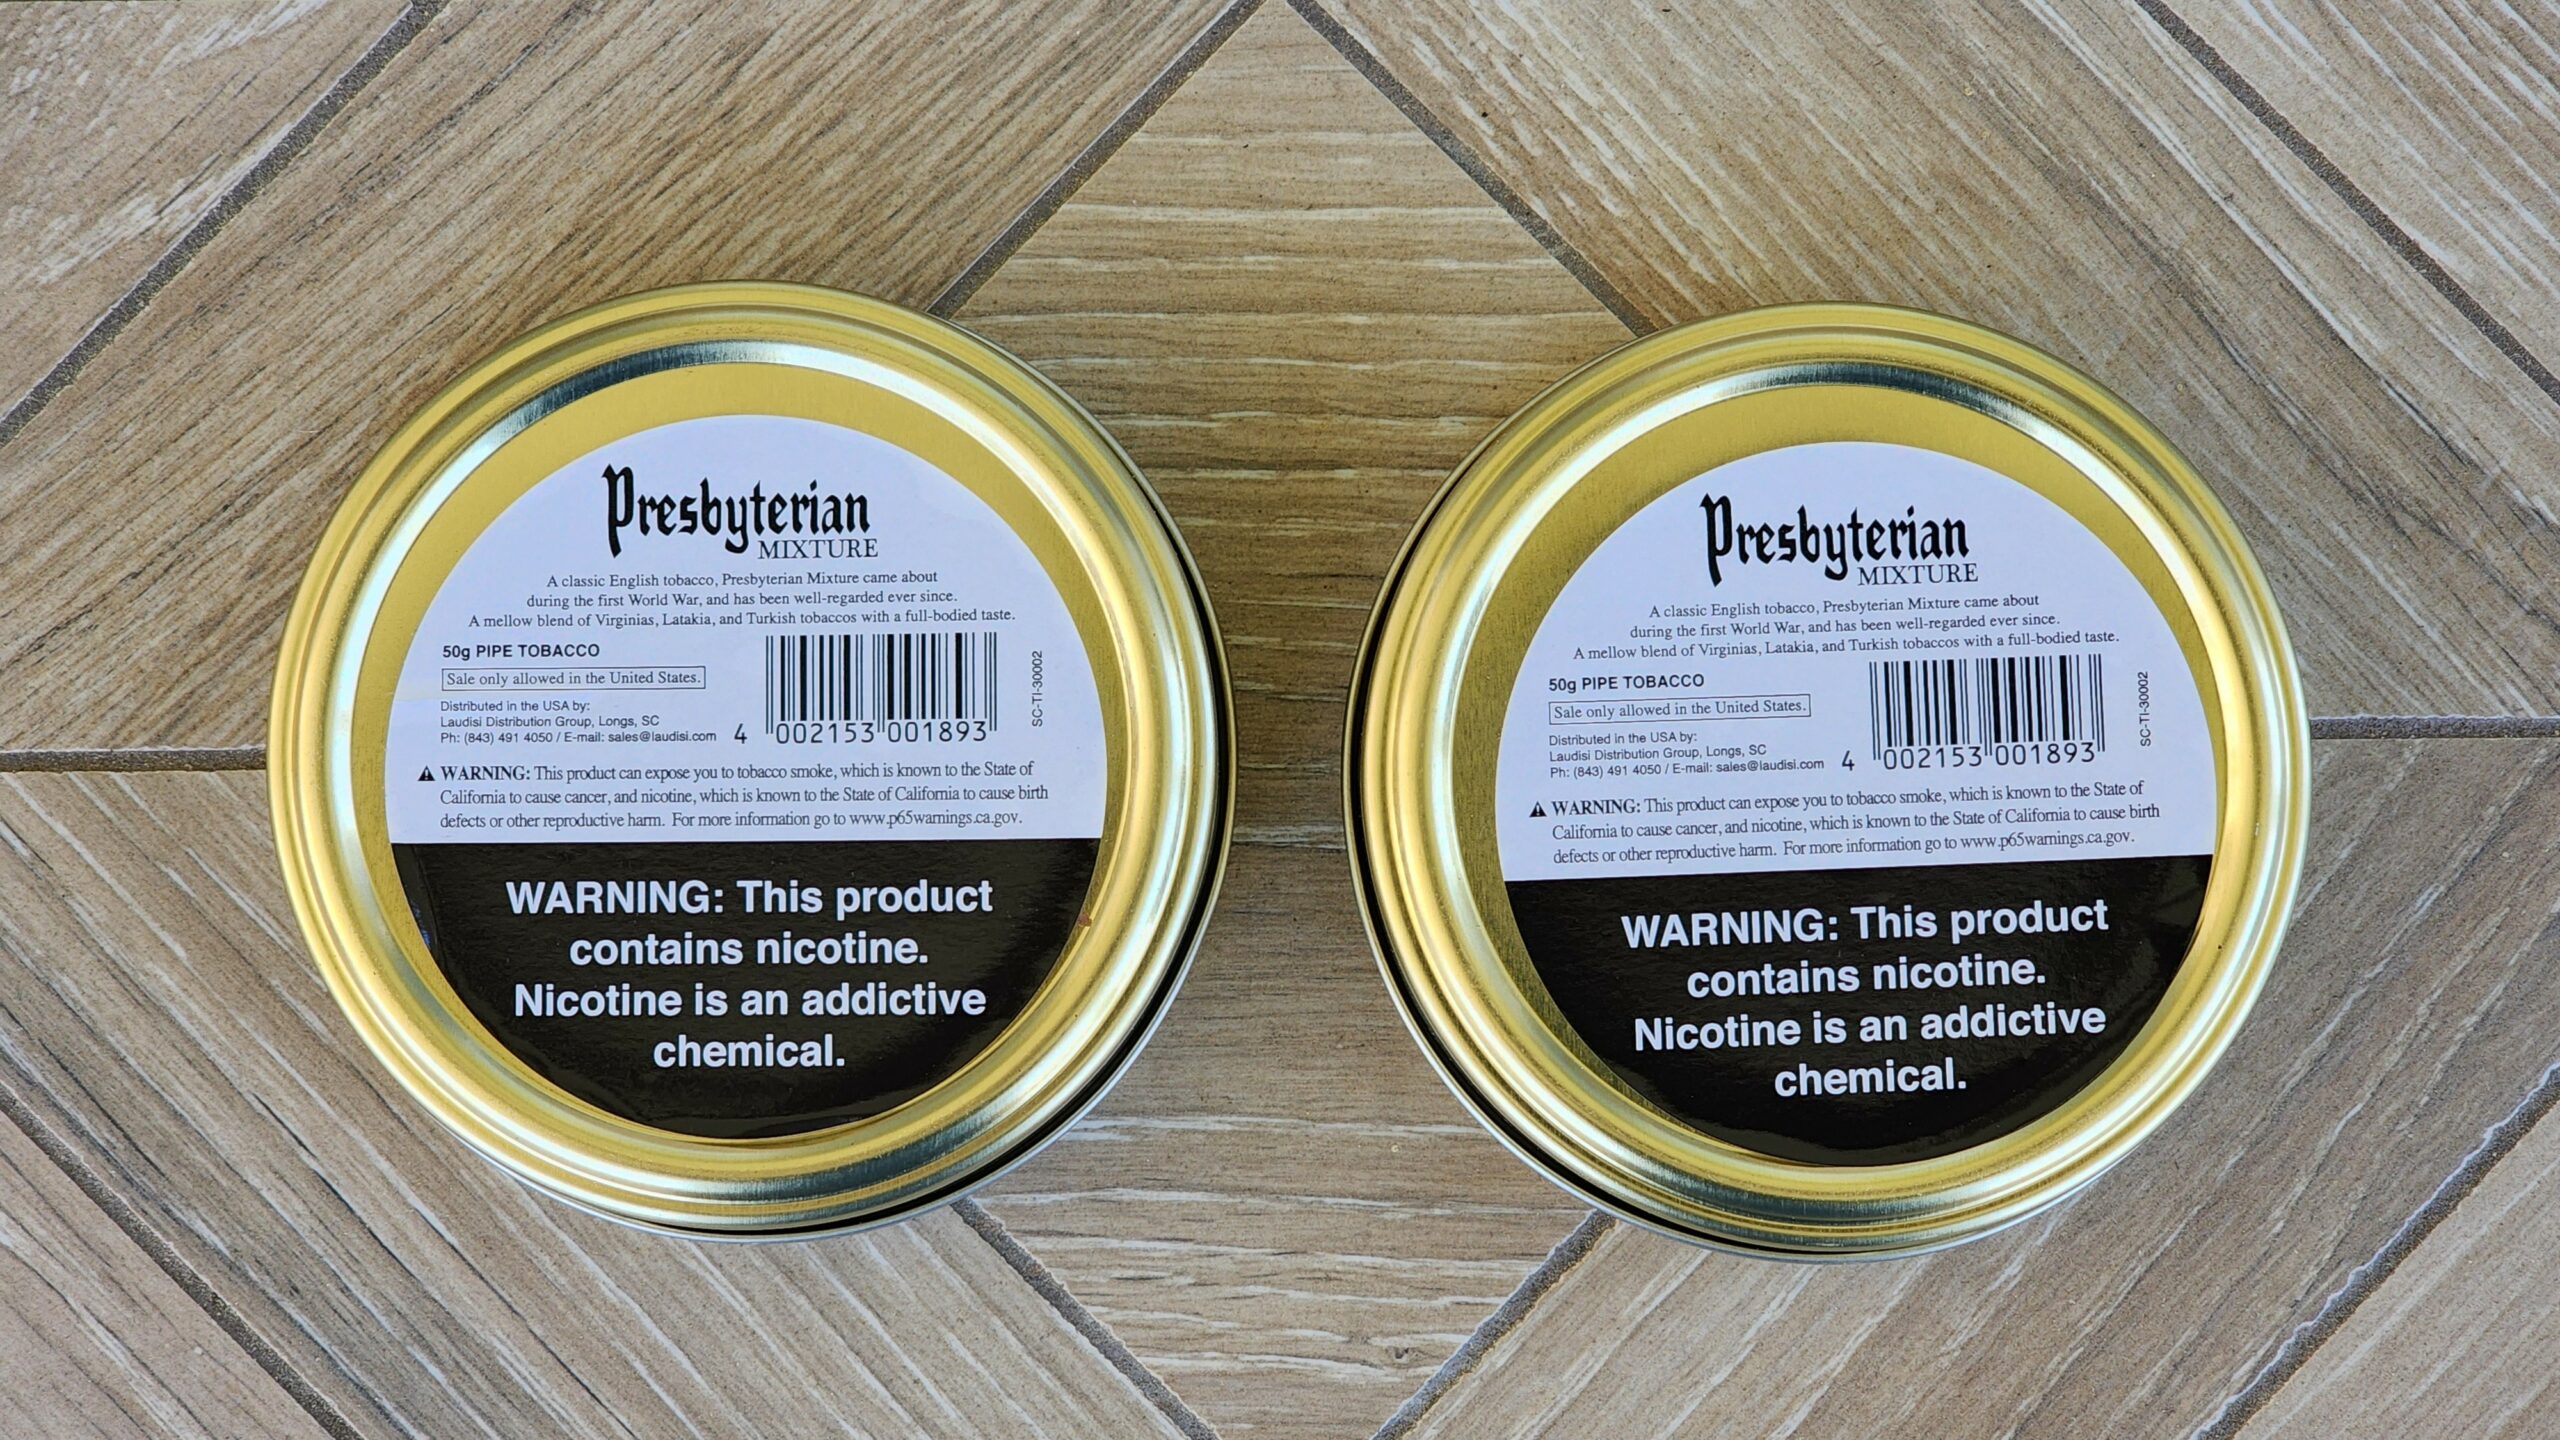 Presbyterian
MIXTURE
A classic English tobacco, Presbyterian Mixture came about
during the first World War, and has been well-regarded ever since.
A mellow blend of Virginias, Latakia, and Turkish tobaccos with a full-bodied taste.
50g PIPE TOBACCO
Sale only allowed in the United States.
Distributed in the USA by:
Laudisi Distribution Group, Longs, SC
Ph: (843) 491 4050 / E-mail: sales@laudisi.com
4 002153 001893
SC-TI-30002
WARNING: This product can expose you to tobacco smoke, which is known to the State of
California to cause cancer, and nicotine, which is known to the State of California to cause birth
defects or other reproductive harm. For more information go to www.p65warnings.ca.gov.
WARNING: This product
contains nicotine.
Nicotine is an addictive
chemical.
Presbyterian
MIXTURE
A classic English tobacco, Presbyterian Mixture came about
during the first World War, and has been well-regarded ever since.
A mellow blend of Virginias, Latakia, and Turkish tobaccos with a full-bodied taste.
50g PIPE TOBACCO
Sale only allowed in the United States.
Distributed in the USA by:
Laudisi Distribution Group, Longs, SC
Ph: (843) 491 4050 / E-mail: sales@laudisi.com
4 002153 001893
SC-TI-30002
WARNING: This product can expose you to tobacco smoke, which is known to the State of
California to cause cancer, and nicotine, which is known to the State of California to cause birth
defects or other reproductive harm. For more information go to www.p65warnings.ca.gov.
WARNING: This product
contains nicotine.
Nicotine is an addictive
chemical.